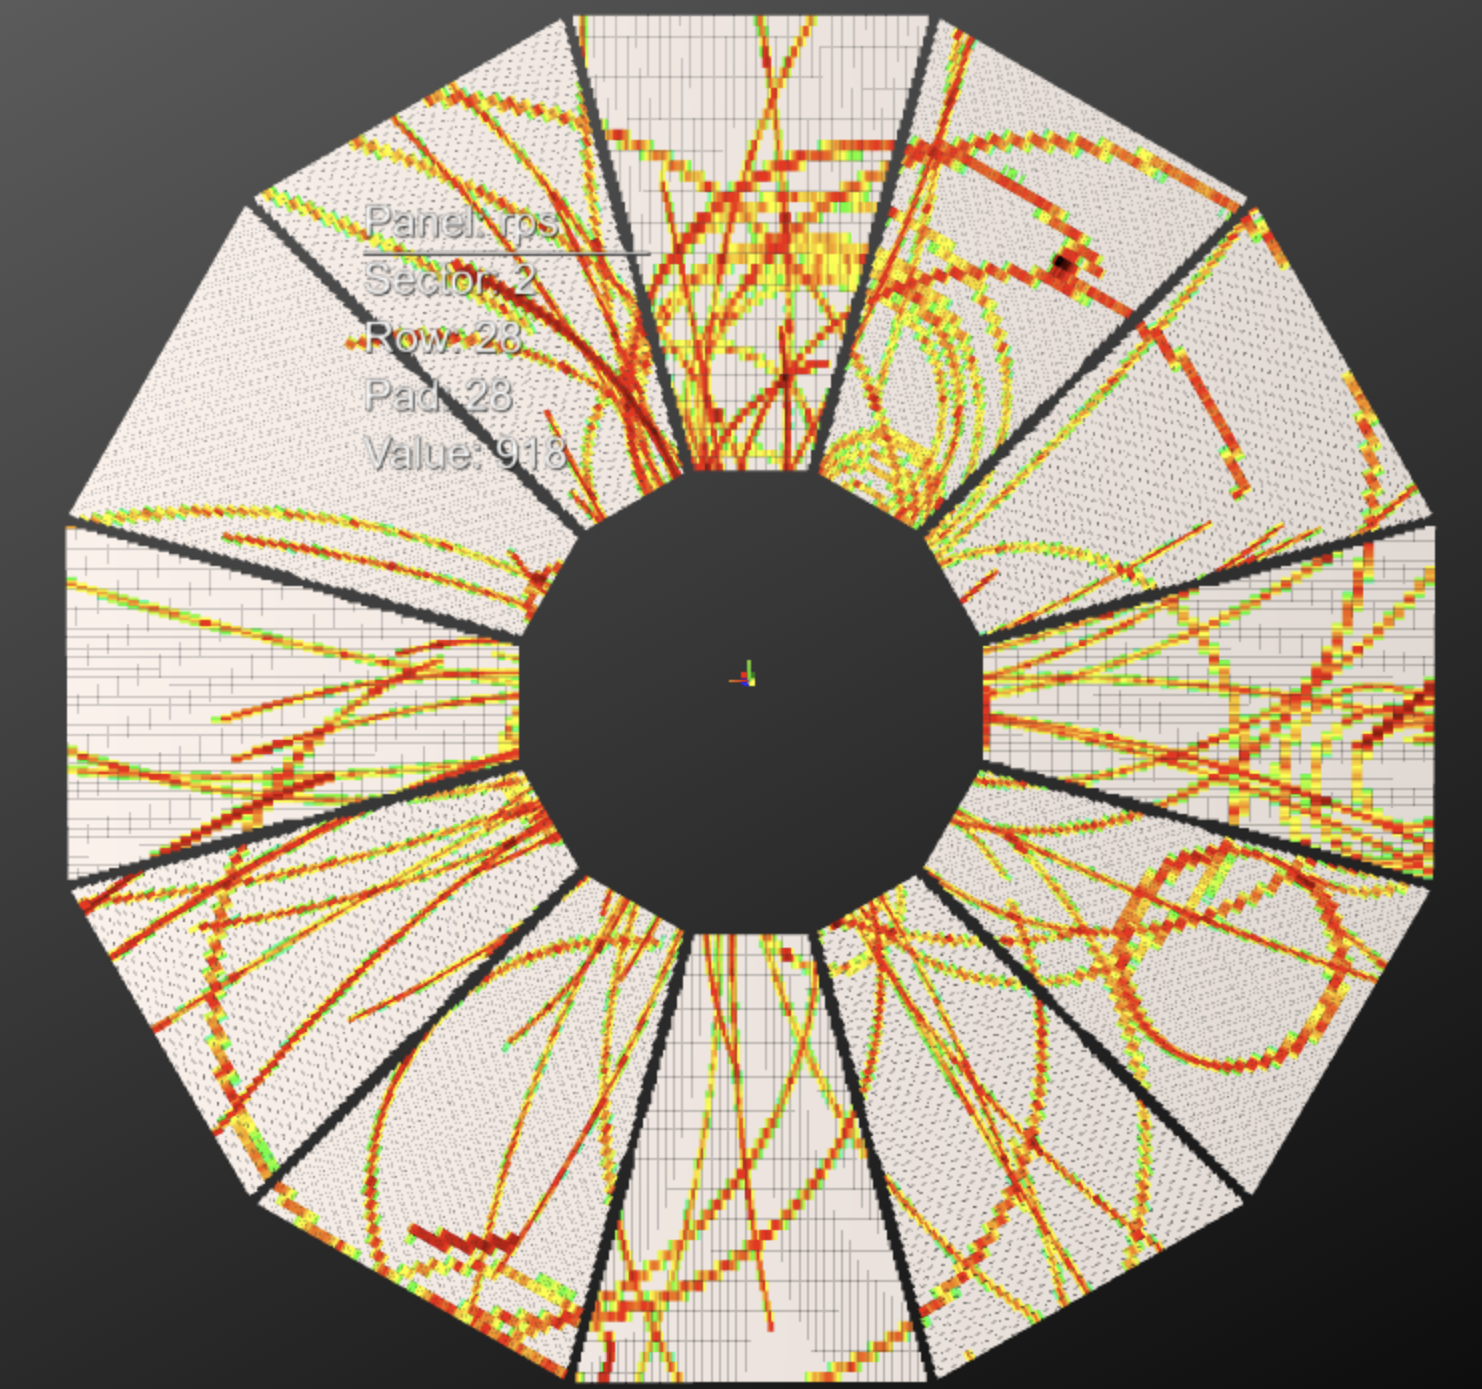 Panel: rps
Sector: 2
Row: 28
Pad: 28
Value: 918